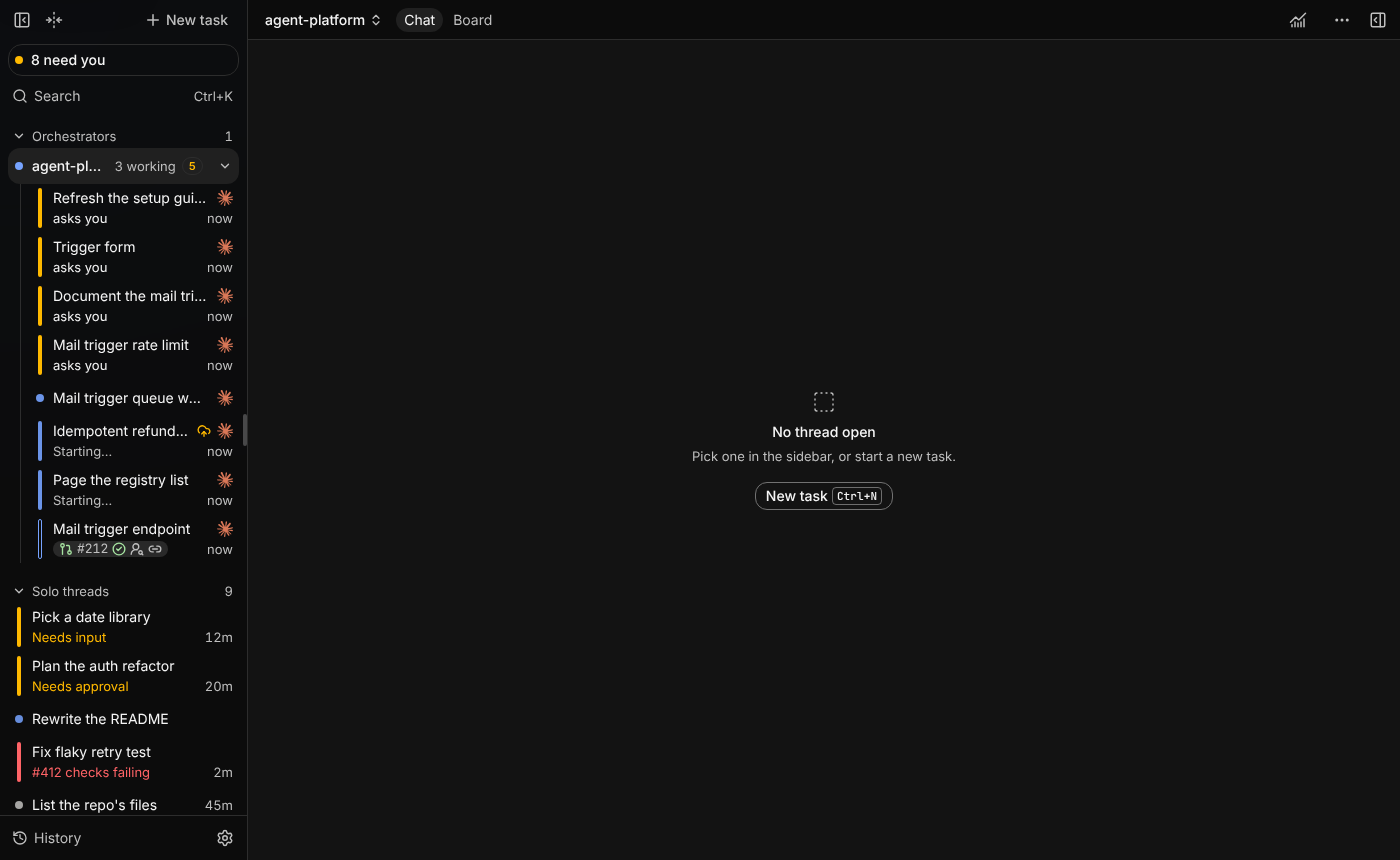 New task
8 need you
Search Ctrl+K
Orchestrators 1
agent-pl... 3 working 5
Refresh the setup gui...
asks you now
Trigger form
asks you now
Document the mail tri...
asks you now
Mail trigger rate limit
asks you now
Mail trigger queue w...
Idempotent refund...
Starting... now
Page the registry list
Starting... now
Mail trigger endpoint
#212 now
Solo threads 9
Pick a date library
Needs input 12m
Plan the auth refactor
Needs approval 20m
Rewrite the README
Fix flaky retry test
#412 checks failing 2m
List the repo's files 45m
History
agent-platform Chat Board
No thread open
Pick one in the sidebar, or start a new task.
New task Ctrl+N